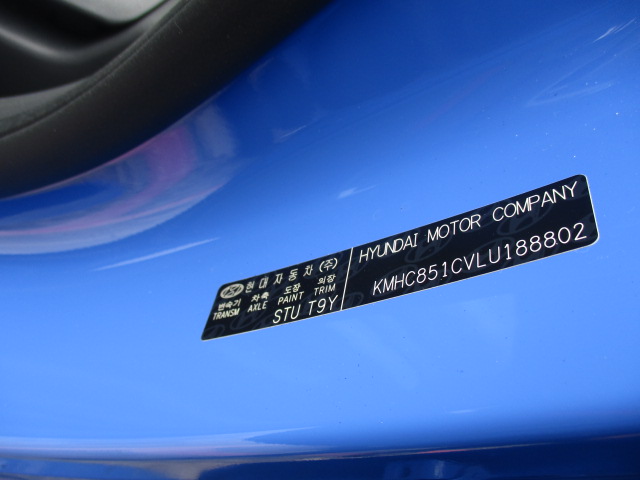 현대자동차(주)
변속기 차축 도장 외장
TRANSM AXLE PAINT TRIM
STU T9Y
HYUNDAI MOTOR COMPANY
KMHC851CVLU188802